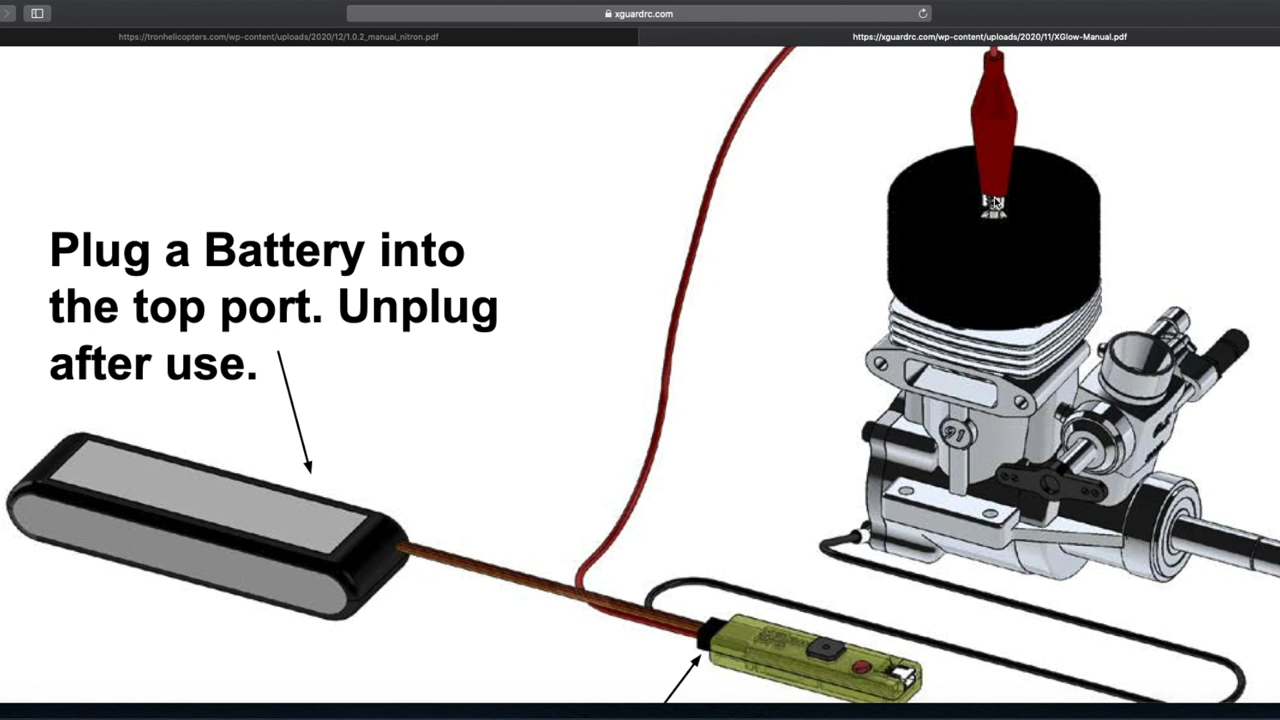 xguardrc.com
https://tronhelicopters.com/wp-content/uploads/2020/12/1.0.2_manual_nitron.pdf
https://xguardrc.com/wp-content/uploads/2020/11/XGlow-Manual.pdf
Plug a Battery into
the top port. Unplug
after use.
91